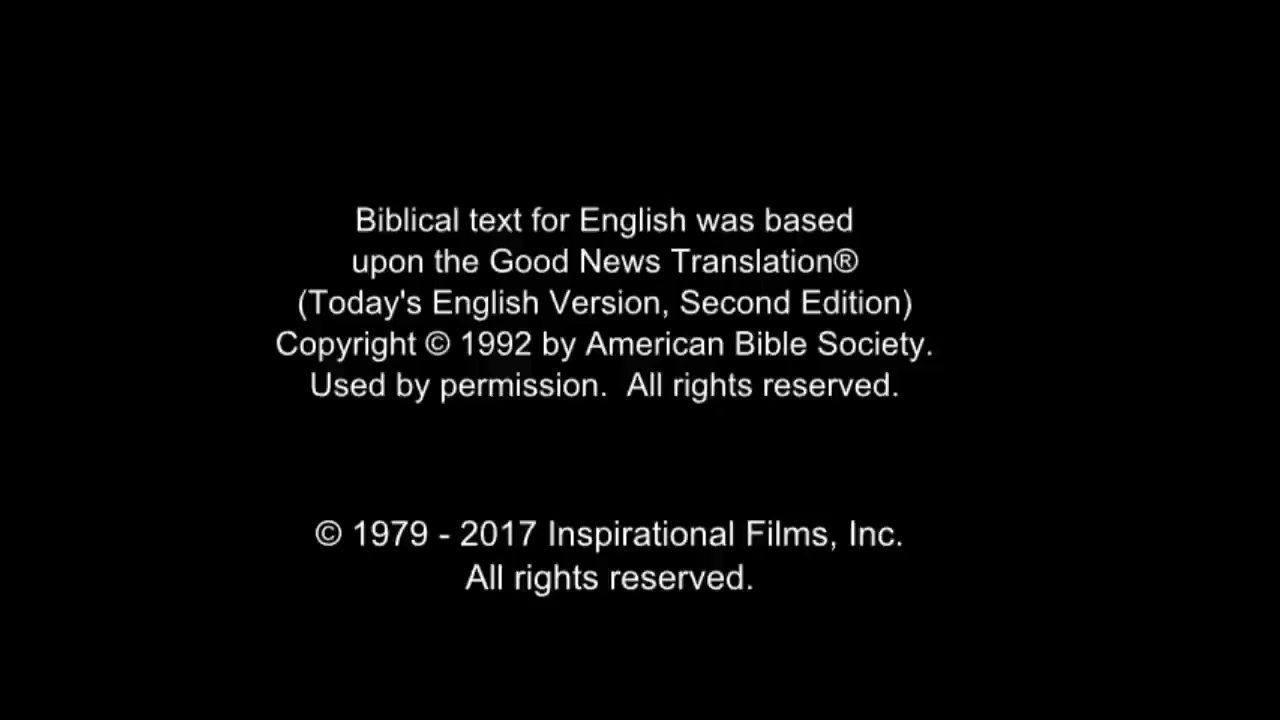 Biblical text for English was based
upon the Good News Translation®
(Today's English Version, Second Edition)
Copyright © 1992 by American Bible Society.
Used by permission.  All rights reserved.
© 1979 - 2017 Inspirational Films, Inc.
All rights reserved.